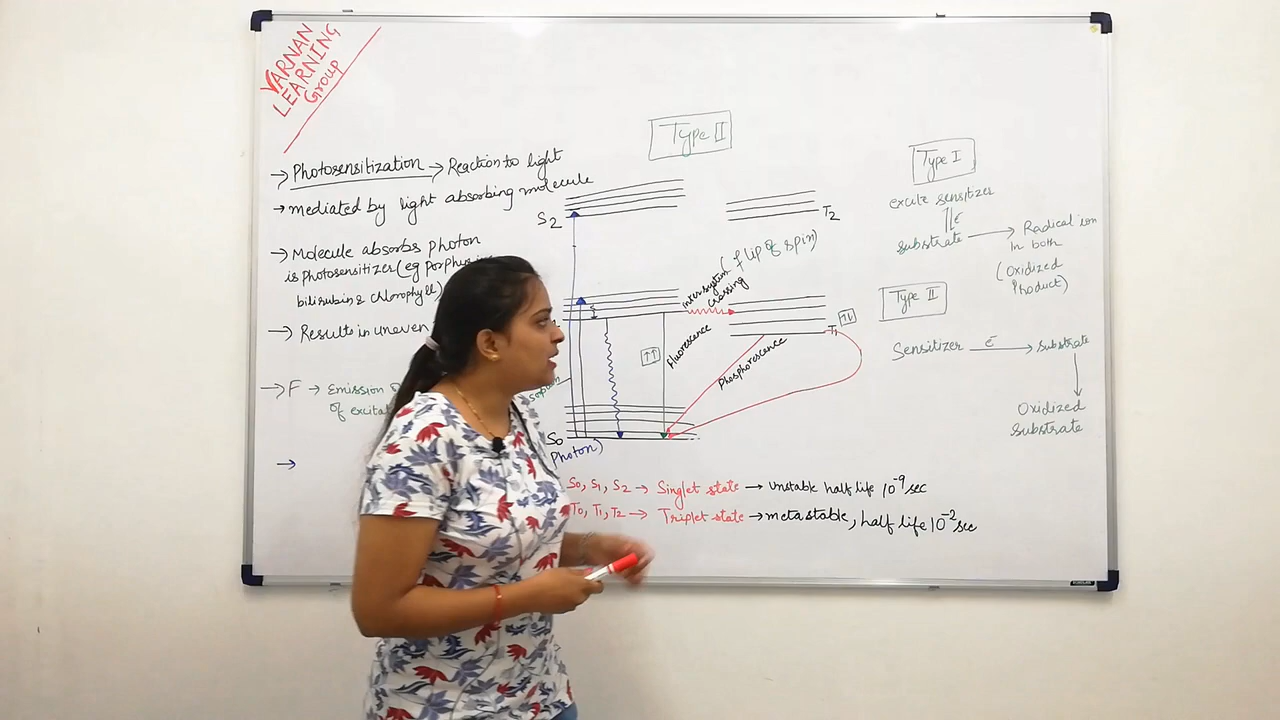 VARNAN
LEARNING
Group
→ Photosensitization → Reaction to light
→ mediated by light absorbing molecule
→ Molecule absorbs photon
is photosensitizer (eg porphyrins
bilirubin & chlorophyll)
→ Results in uneven
→ F → Emission of
of excitat
→
Type II
S2
T2
(flip of spin)
Intersystem
crossing
↑↑
Fluorescence
Phosphorescence
T1
↑↓
S0
Photon)
S0, S1, S2 → Singlet state → unstable half life 10⁻⁹ sec
T0, T1, T2 → Triplet state → metastable, half life 10⁻² sec
Type I
excite sensitizer
e⁻
substrate → Radical ion
In both
(Oxidized
Product)
Type II
Sensitizer e⁻ → substrate
Oxidized
substrate